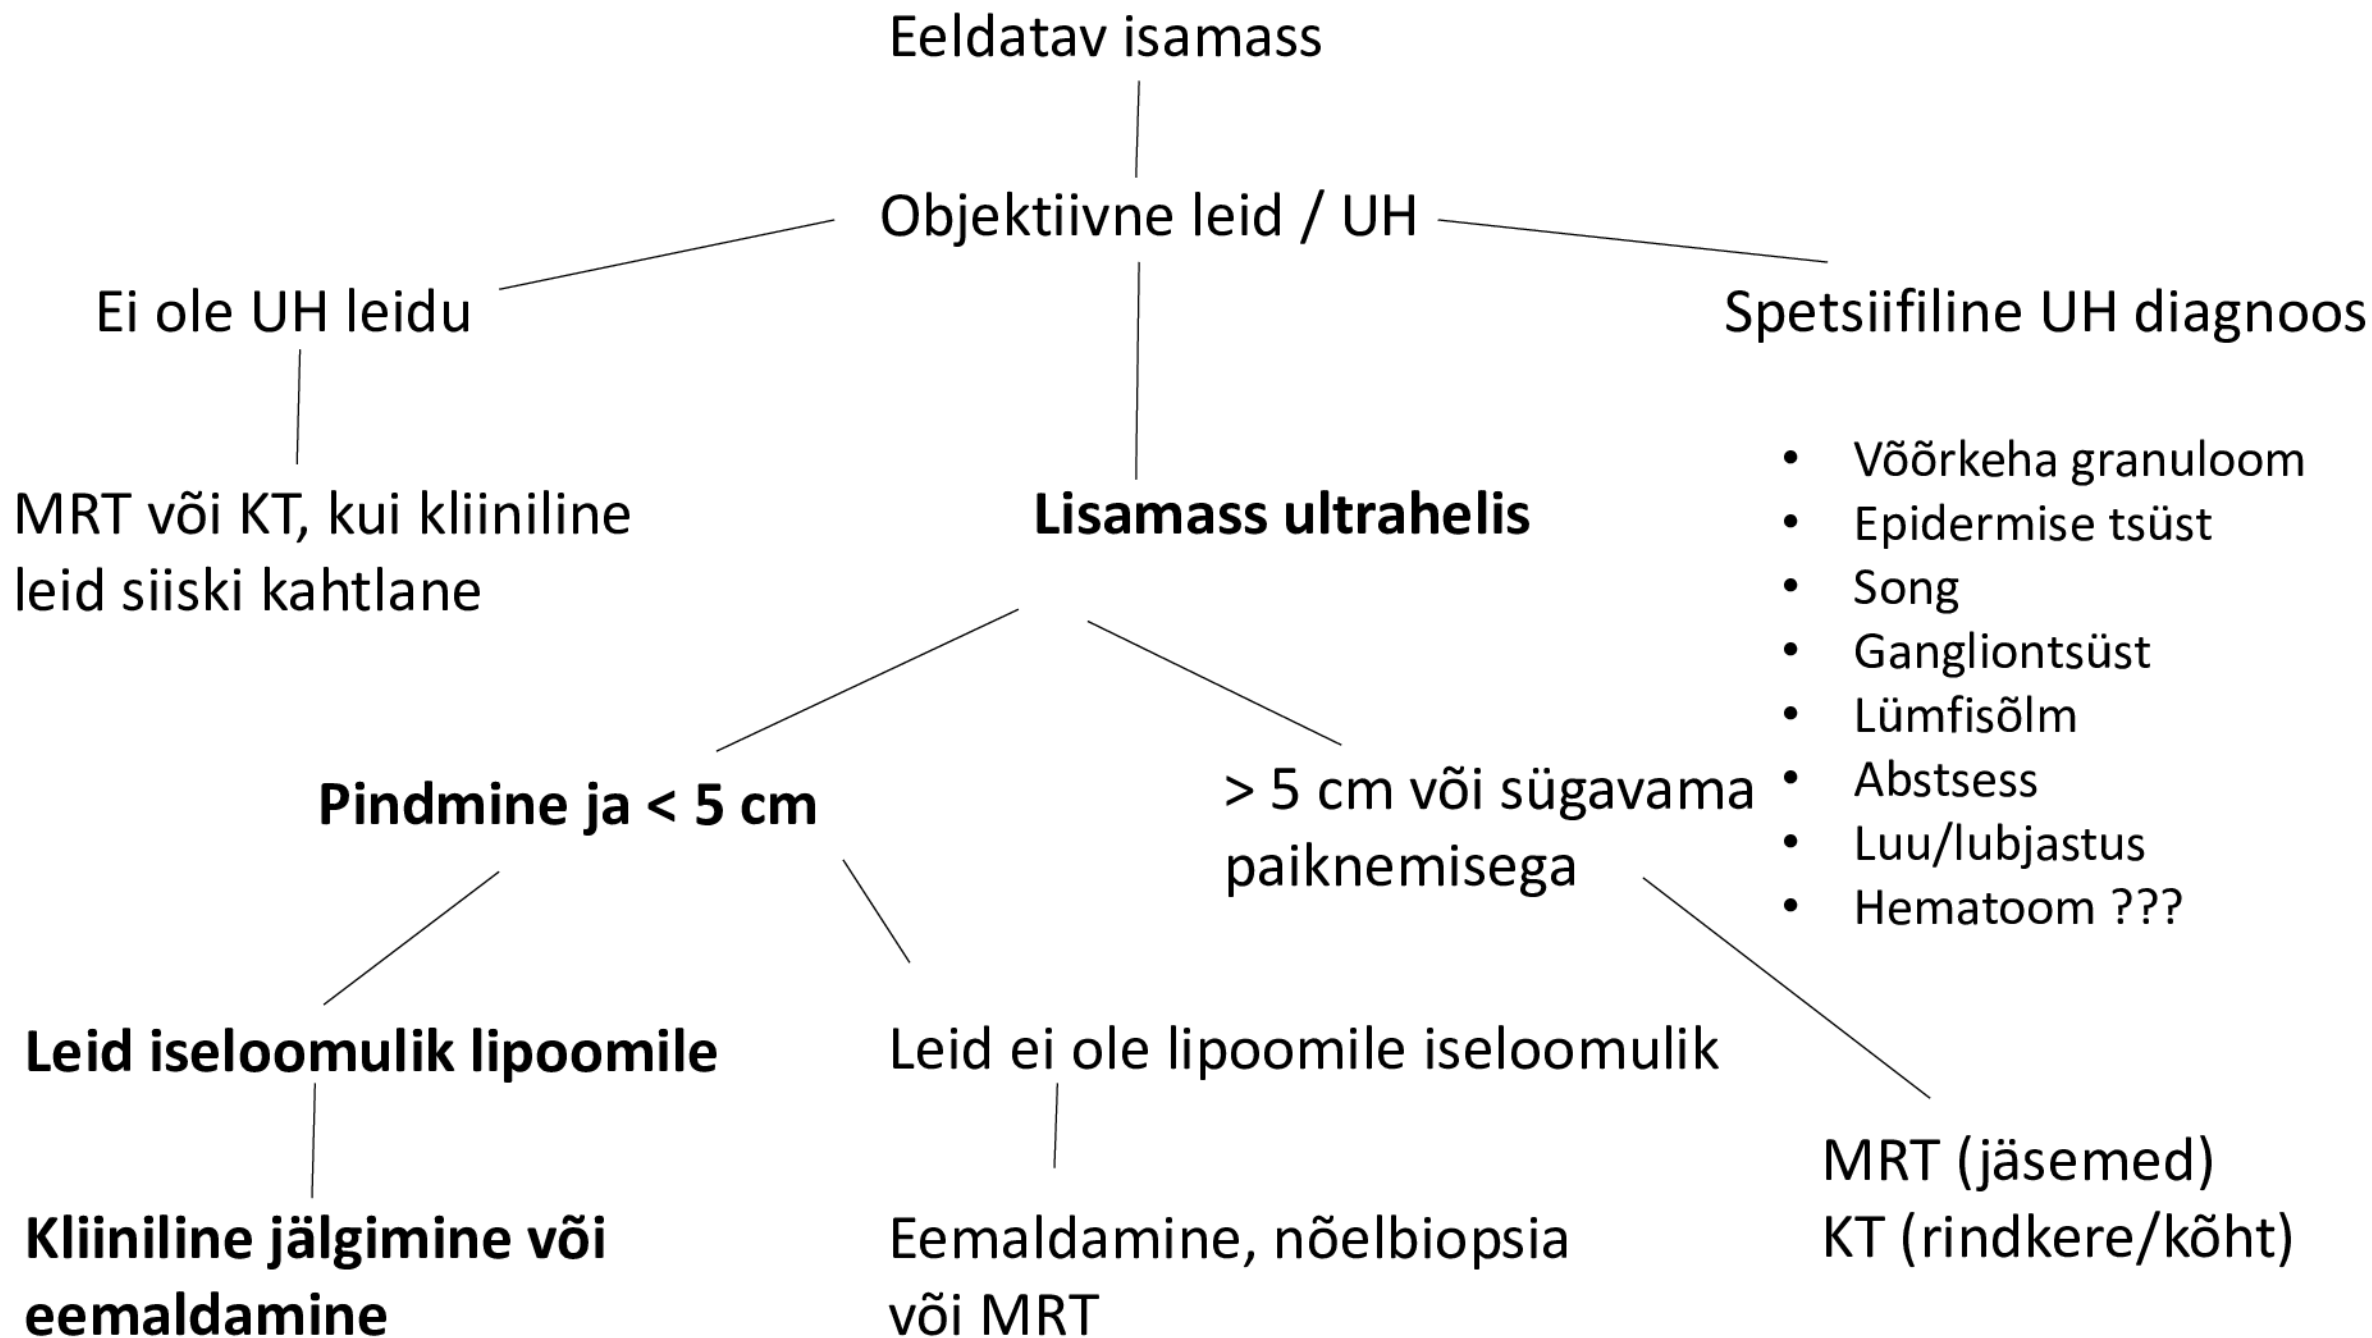 Eeldatav isamass
Objektiivne leid / UH
Ei ole UH leidu
Spetsiifiline UH diagnoos
MRT või KT, kui kliiniline
leid siiski kahtlane
Lisamass ultrahelis
• Võõrkeha granuloom
• Epidermise tsüst
• Song
• Gangliontsüst
• Lümfisõlm
• Abstsess
• Luu/lubjastus
• Hematoom ???
Pindmine ja < 5 cm
> 5 cm või sügavama
paiknemisega
Leid iseloomulik lipoomile
Leid ei ole lipoomile iseloomulik
Kliiniline jälgimine või
eemaldamine
Eemaldamine, nõelbiopsia
või MRT
MRT (jäsemed)
KT (rindkere/kõht)